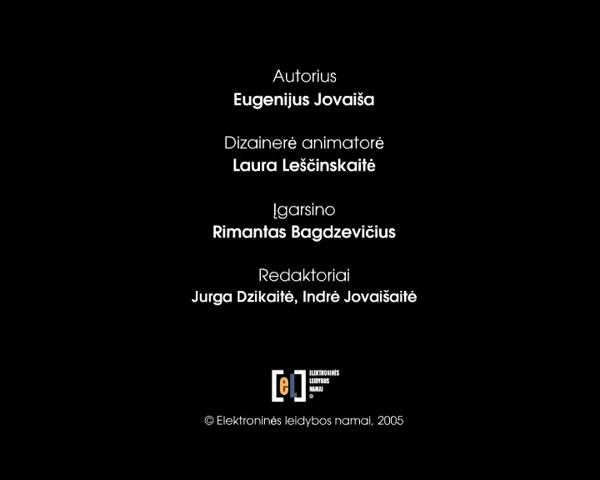 Autorius
Eugenijus Jovaiša
Dizainerė animatorė
Laura Leščinskaitė
Įgarsino
Rimantas Bagdzevičius
Redaktoriai
Jurga Dzikaitė, Indrė Jovaišaitė
[el]
ELEKTRONINĖS
LEIDYBOS
NAMAI
©
© Elektroninės leidybos namai, 2005